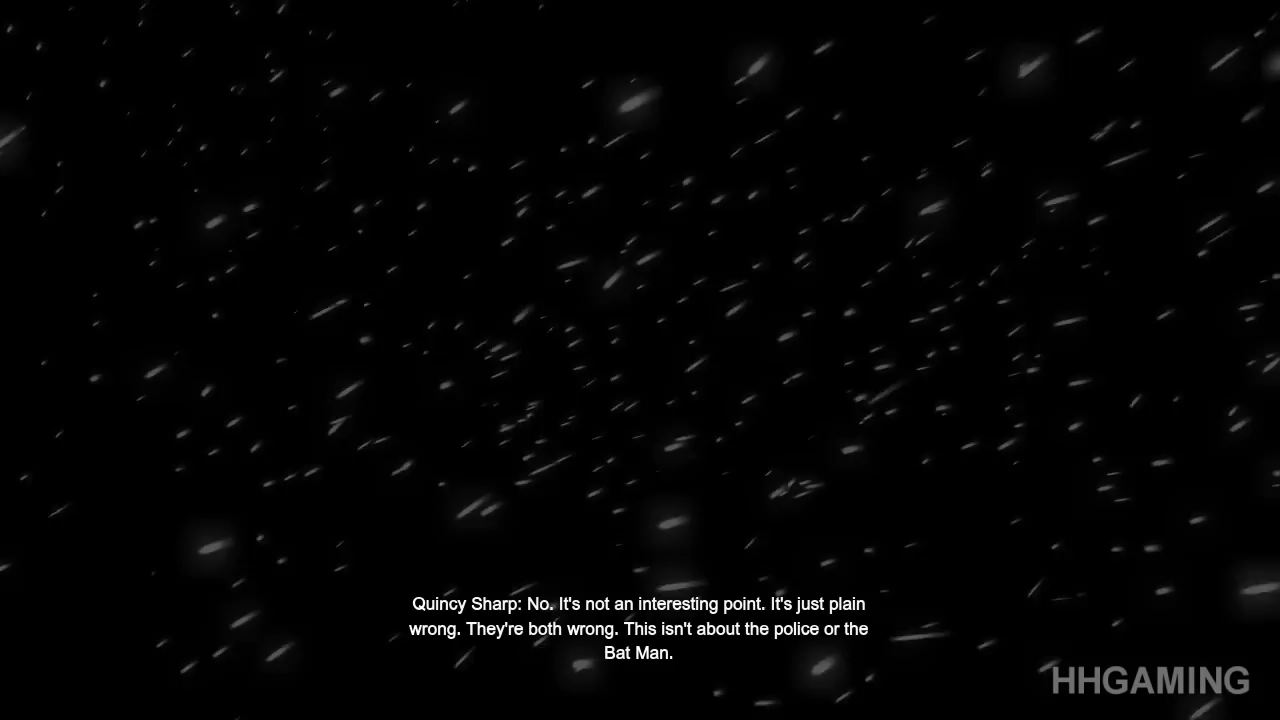 Quincy Sharp: No. It's not an interesting point. It's just plain
wrong. They're both wrong. This isn't about the police or the
Bat Man.
HHGAMING